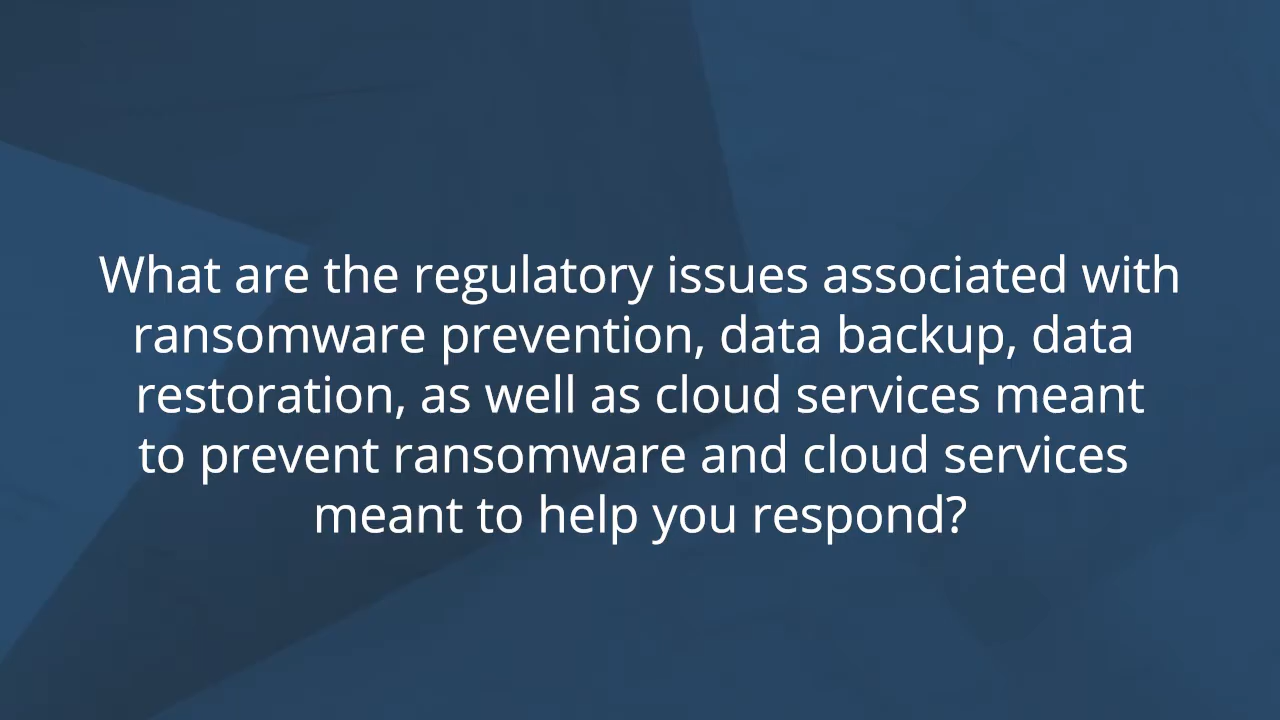 What are the regulatory issues associated with
ransomware prevention, data backup, data
restoration, as well as cloud services meant
to prevent ransomware and cloud services
meant to help you respond?